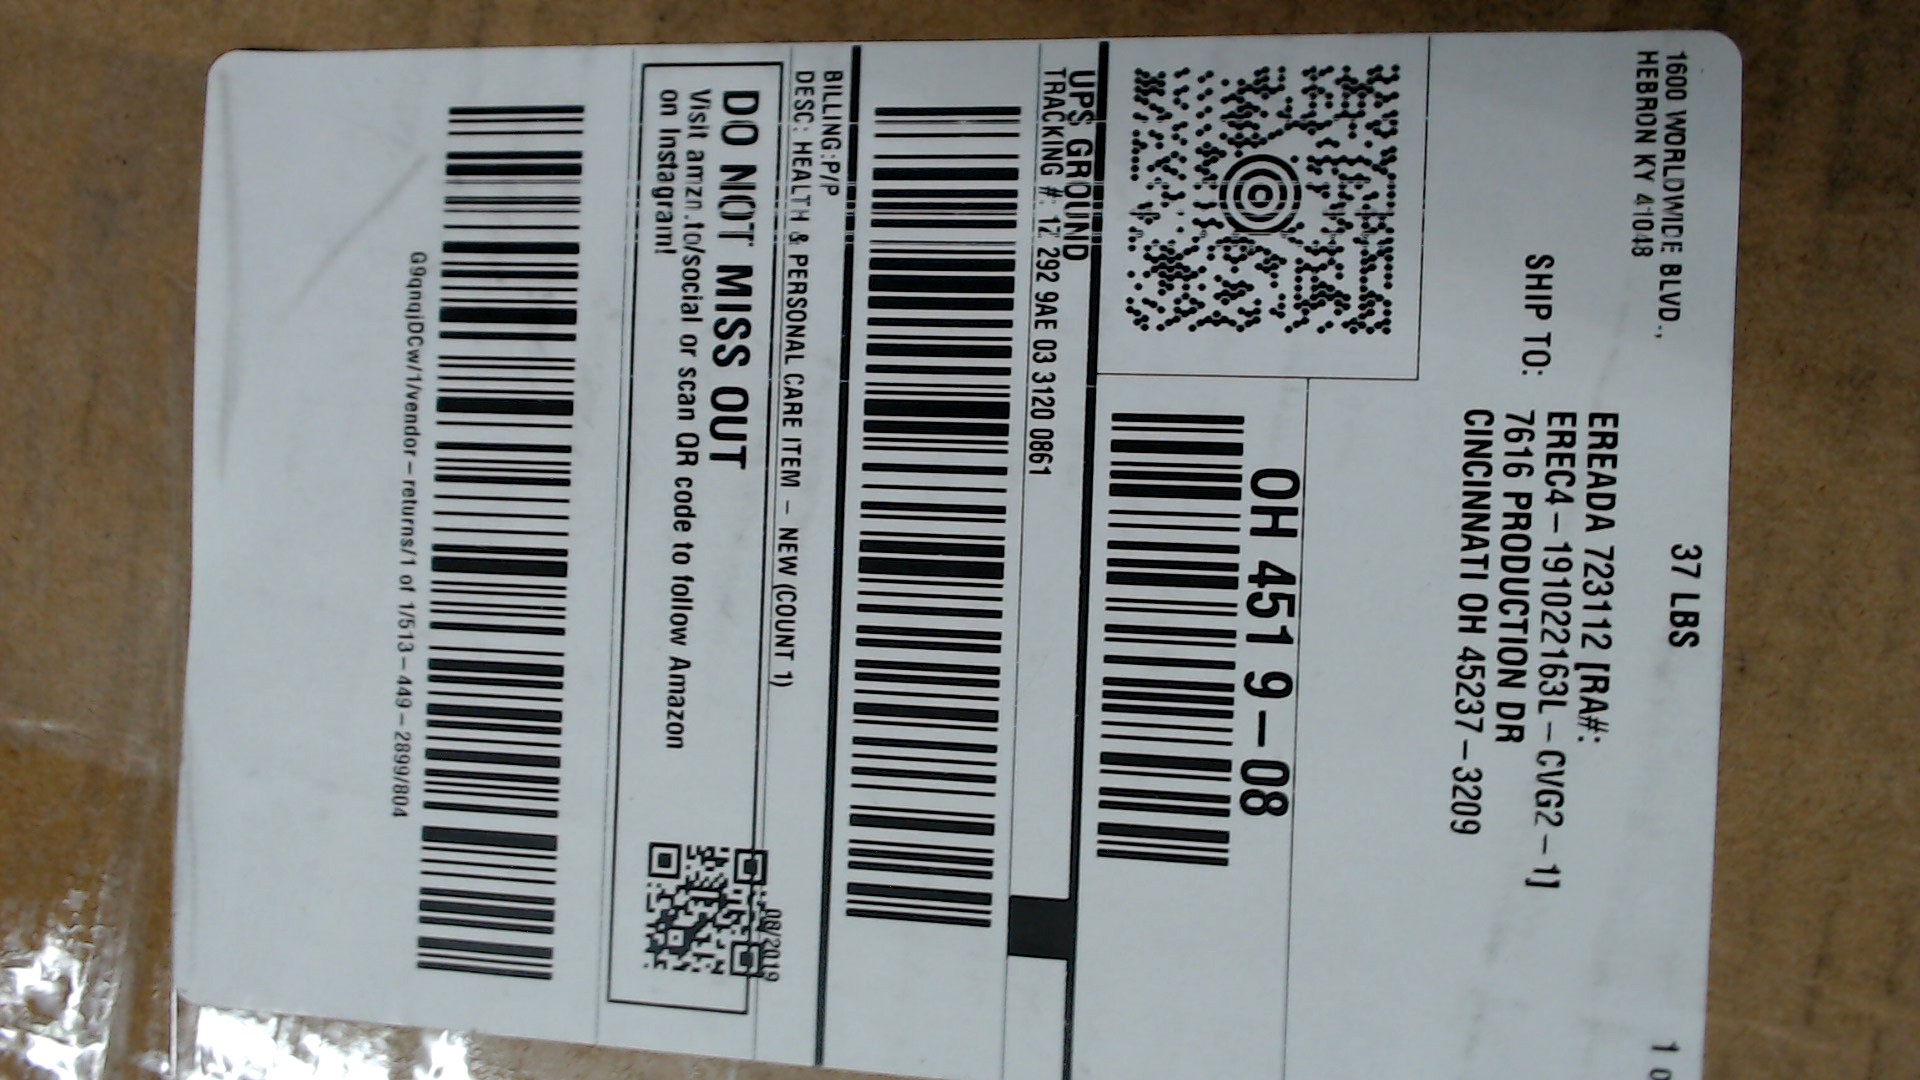 1600 WORLDWIDE BLVD.,
HEBRON KY 41048
37 LBS
SHIP TO:
EREADA 723112 [RA#:
EREC4-191022163L-CVG2-1]
7616 PRODUCTION DR
CINCINNATI OH 45237-3209
OH 451 9-08
UPS GROUND
TRACKING #: 1Z 292 9AE 03 3120 0861
BILLING:P/P
DESC: HEALTH & PERSONAL CARE ITEM - NEW (COUNT 1)
08/2019
DO NOT MISS OUT
Visit amzn.to/social or scan QR code to follow Amazon
on Instagram!
G9qnqjDCw/1/vendor-returns/1 of 1/513-449-2899/804